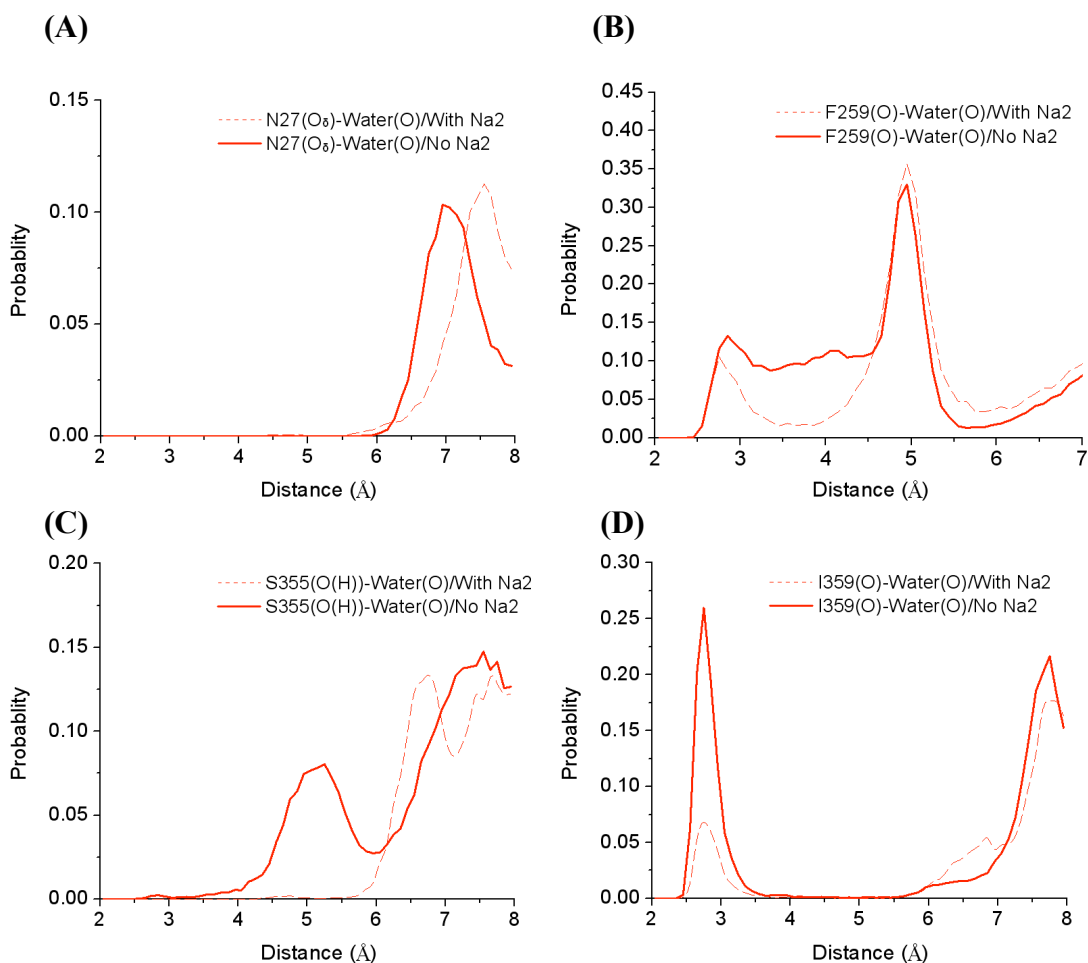 (A)
0.15
0.10
0.05
0.00
Probablity
N27(Oδ)-Water(O)/With Na2
N27(Oδ)-Water(O)/No Na2
2 3 4 5 6 7 8
Distance (Å)
(B)
0.45
0.40
0.35
0.30
0.25
0.20
0.15
0.10
0.05
0.00
Probablity
F259(O)-Water(O)/With Na2
F259(O)-Water(O)/No Na2
2 3 4 5 6 7
Distance (Å)
(C)
0.20
0.15
0.10
0.05
0.00
Probablity
S355(O(H))-Water(O)/With Na2
S355(O(H))-Water(O)/No Na2
2 3 4 5 6 7 8
Distance (Å)
(D)
0.30
0.25
0.20
0.15
0.10
0.05
0.00
Probablity
I359(O)-Water(O)/With Na2
I359(O)-Water(O)/No Na2
2 3 4 5 6 7 8
Distance (Å)